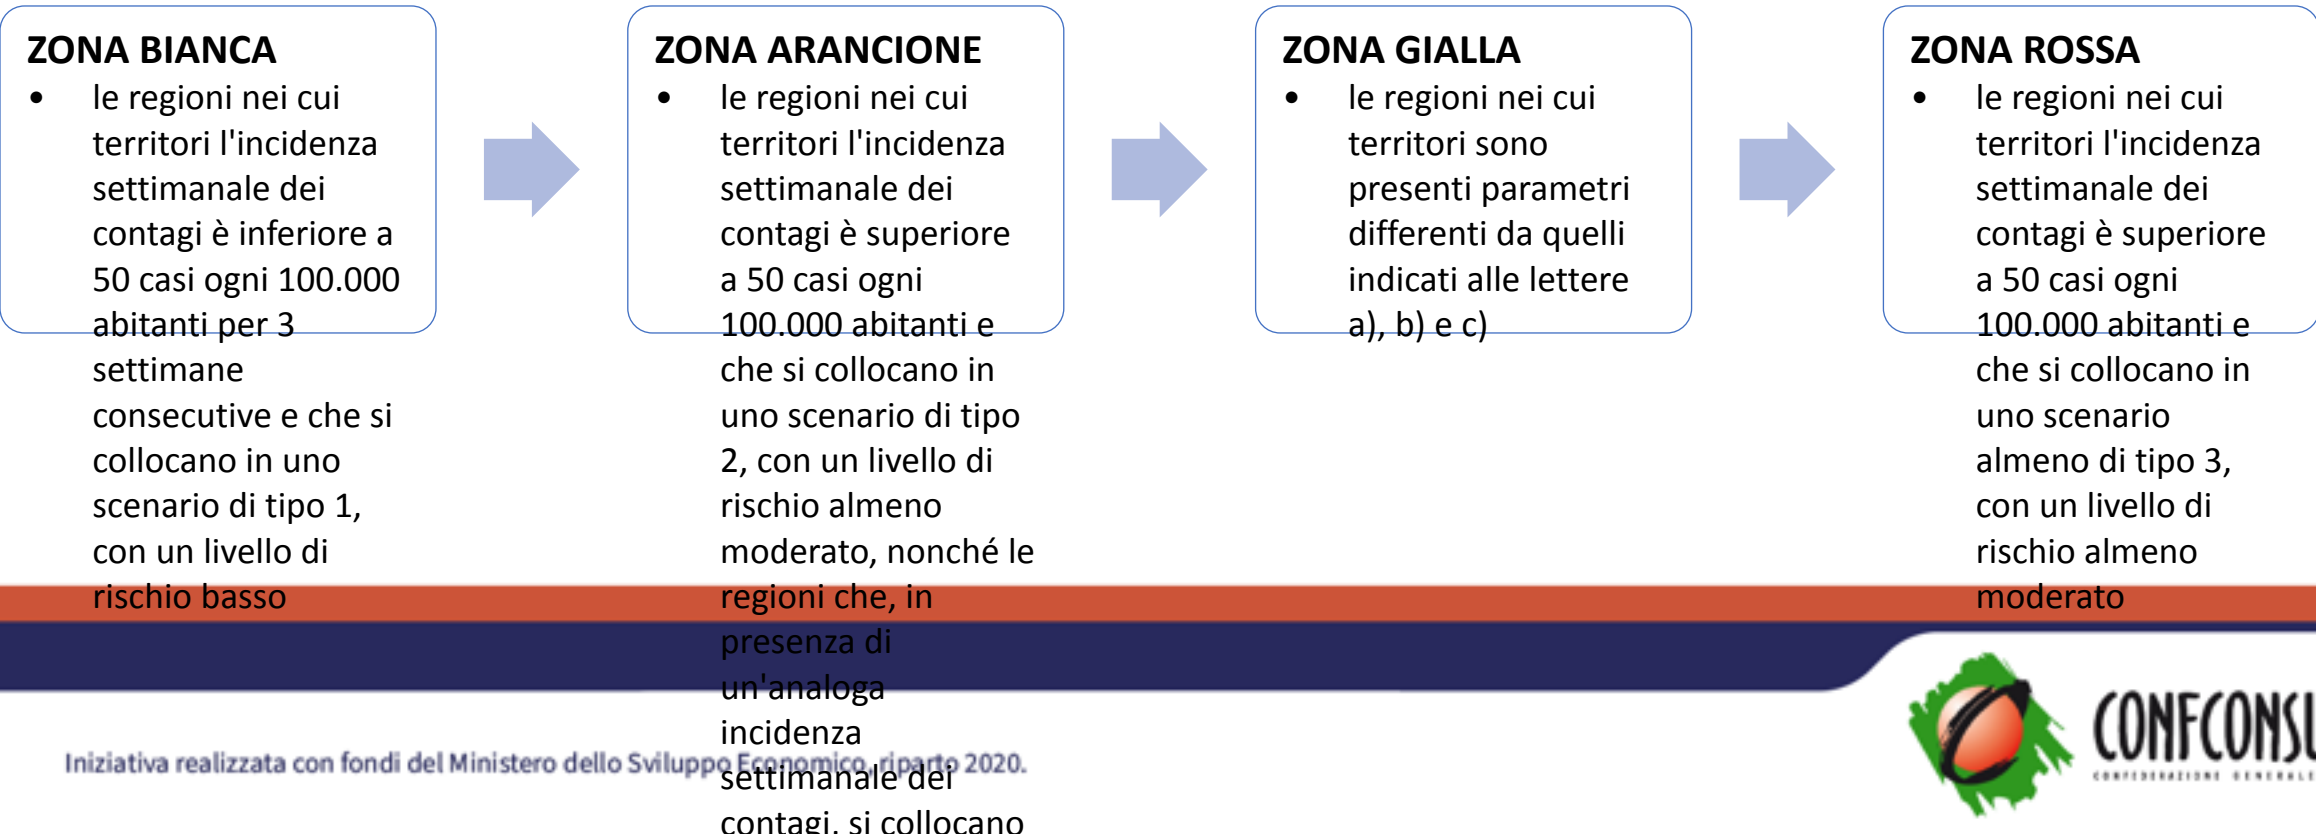 ZONA BIANCA
• le regioni nei cui
territori l'incidenza
settimanale dei
contagi è inferiore a
50 casi ogni 100.000
abitanti per 3
settimane
consecutive e che si
collocano in uno
scenario di tipo 1,
con un livello di
rischio basso
ZONA ARANCIONE
• le regioni nei cui
territori l'incidenza
settimanale dei
contagi è superiore
a 50 casi ogni
100.000 abitanti e
che si collocano in
uno scenario di tipo
2, con un livello di
rischio almeno
moderato, nonché le
regioni che, in
presenza di
un'analoga
incidenza
settimanale dei
contagi, si collocano
ZONA GIALLA
• le regioni nei cui
territori sono
presenti parametri
differenti da quelli
indicati alle lettere
a), b) e c)
ZONA ROSSA
• le regioni nei cui
territori l'incidenza
settimanale dei
contagi è superiore
a 50 casi ogni
100.000 abitanti e
che si collocano in
uno scenario
almeno di tipo 3,
con un livello di
rischio almeno
moderato
Iniziativa realizzata con fondi del Ministero dello Sviluppo Economico, riparto 2020.
CONFCONSU
CONFEDERAZIONE GENERALE